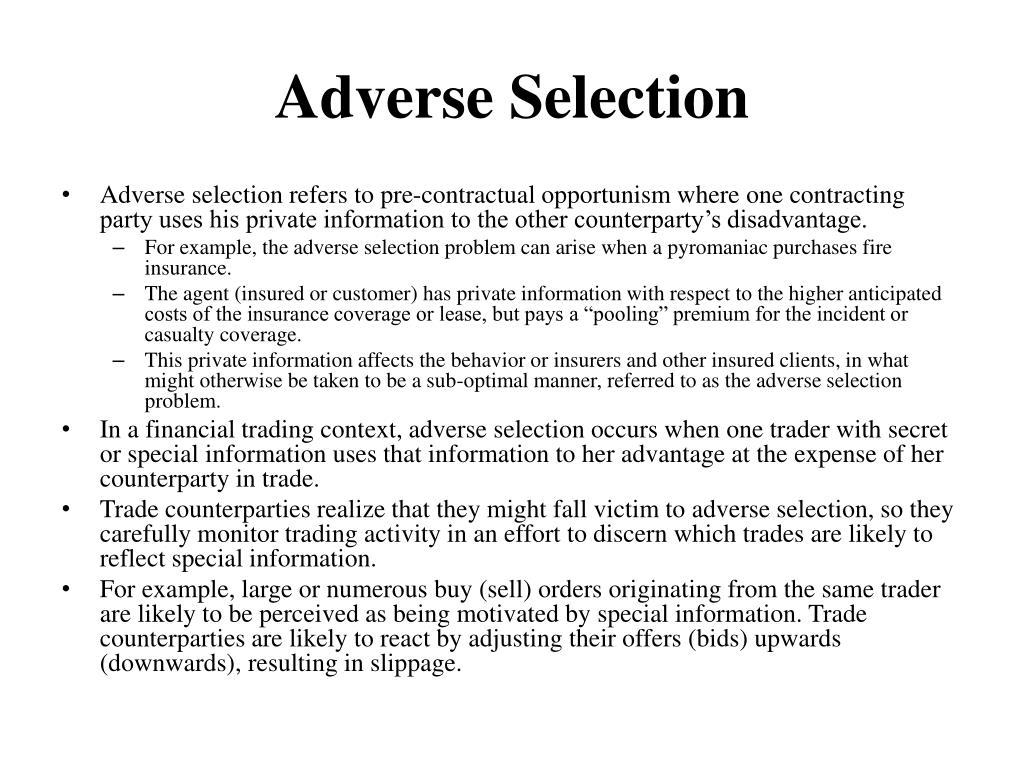 Adverse Selection
• Adverse selection refers to pre-contractual opportunism where one contracting
party uses his private information to the other counterparty’s disadvantage.
– For example, the adverse selection problem can arise when a pyromaniac purchases fire
insurance.
– The agent (insured or customer) has private information with respect to the higher anticipated
costs of the insurance coverage or lease, but pays a “pooling” premium for the incident or
casualty coverage.
– This private information affects the behavior or insurers and other insured clients, in what
might otherwise be taken to be a sub-optimal manner, referred to as the adverse selection
problem.
• In a financial trading context, adverse selection occurs when one trader with secret
or special information uses that information to her advantage at the expense of her
counterparty in trade.
• Trade counterparties realize that they might fall victim to adverse selection, so they
carefully monitor trading activity in an effort to discern which trades are likely to
reflect special information.
• For example, large or numerous buy (sell) orders originating from the same trader
are likely to be perceived as being motivated by special information. Trade
counterparties are likely to react by adjusting their offers (bids) upwards
(downwards), resulting in slippage.